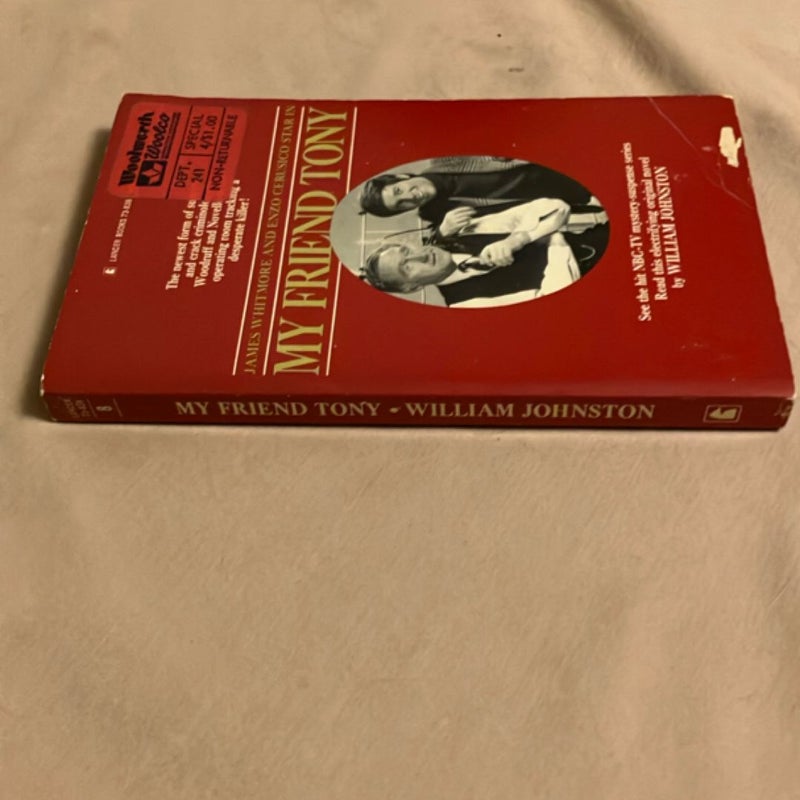 Woolworth
Woolco
DEPT.
241
SPECIAL
4/$1.00
NON-RETURNABLE
LANCER BOOKS
The newest form of
and crack criminolo
Woodruff and Novell
operating room tracking a
desperate killer!
JAMES WHITMORE AND ENZO CERUSICO STAR IN
MY FRIEND TONY
See the hit NBC-TV mystery-suspense series
Read this electrifying original novel
by WILLIAM JOHNSTON
MY FRIEND TONY • WILLIAM JOHNSTON